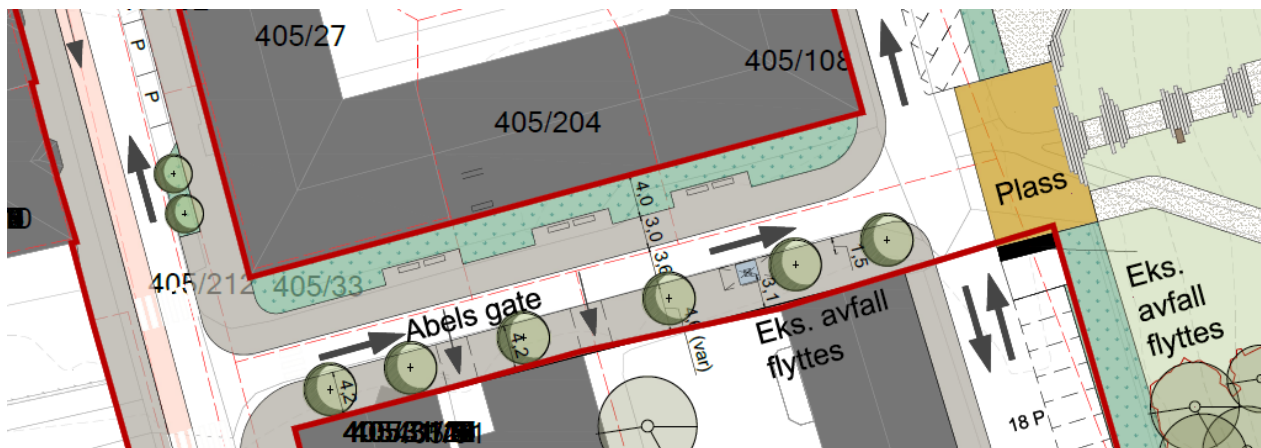 405/27
405/108
405/204
P
P
Plass
4,0
3,0
3,6
1,5
3,1
405/212
405/33
Abels gate
4,2
4,2
(var)
Eks. avfall
flyttes
Eks.
avfall
flyttes
18 P